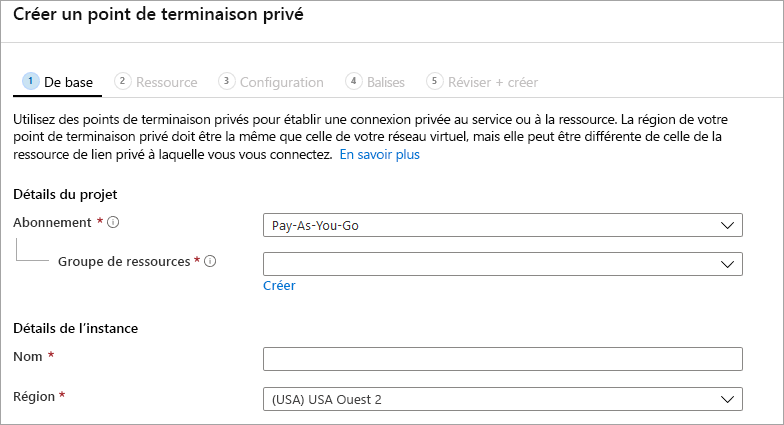 Créer un point de terminaison privé
1 De base 2 Ressource 3 Configuration 4 Balises 5 Réviser + créer
Utilisez des points de terminaison privés pour établir une connexion privée au service ou à la ressource. La région de votre
point de terminaison privé doit être la même que celle de votre réseau virtuel, mais elle peut être différente de celle de la
ressource de lien privé à laquelle vous vous connectez. En savoir plus
Détails du projet
Abonnement * Pay-As-You-Go
Groupe de ressources *
Créer
Détails de l'instance
Nom *
Région * (USA) USA Ouest 2